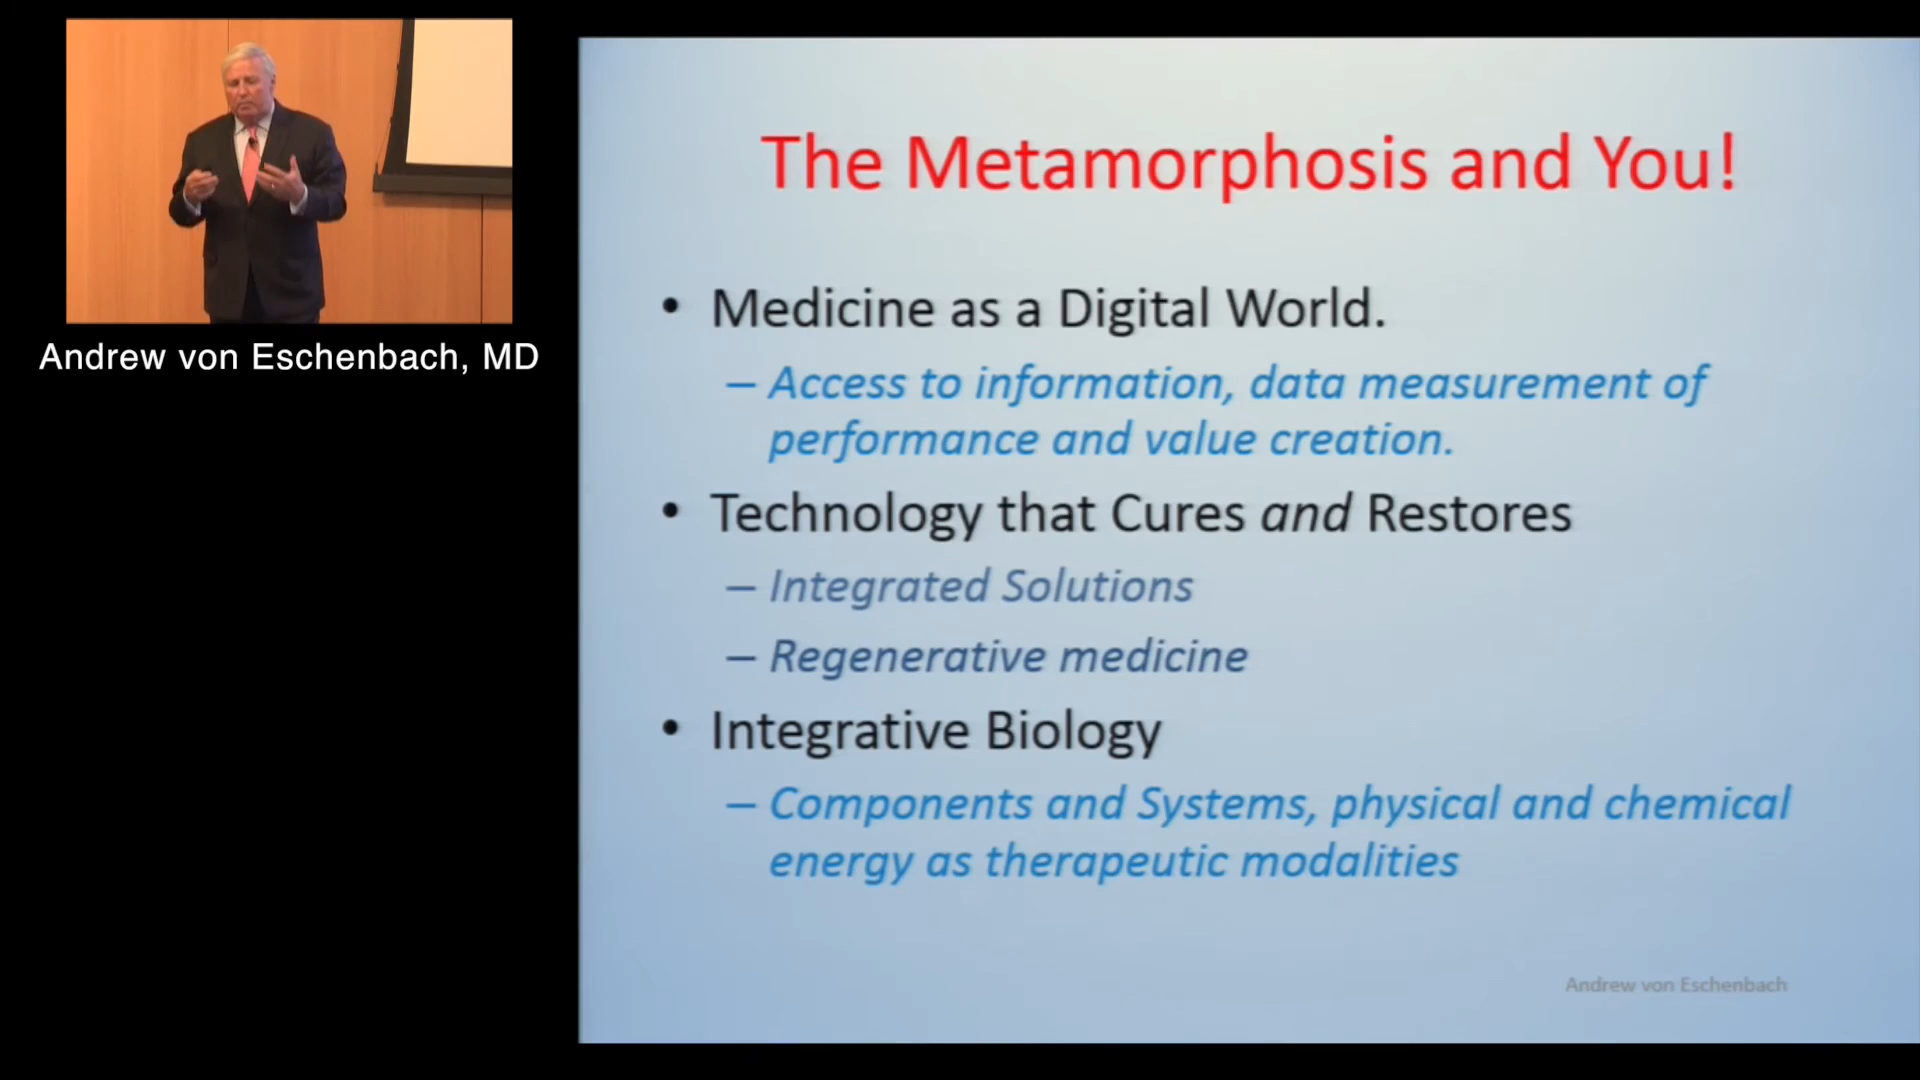 Andrew von Eschenbach, MD
The Metamorphosis and You!
• Medicine as a Digital World.
– Access to information, data measurement of
performance and value creation.
• Technology that Cures and Restores
– Integrated Solutions
– Regenerative medicine
• Integrative Biology
– Components and Systems, physical and chemical
energy as therapeutic modalities
Andrew von Eschenbach